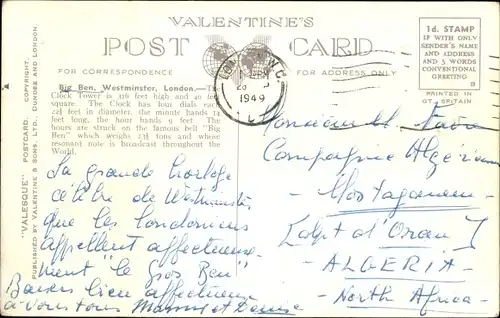 VALENTINE'S
POST CARD
FOR CORRESPONDENCE
FOR ADDRESS ONLY
1d. STAMP
IF WITH ONLY
SENDER'S NAME
AND ADDRESS
AND 5 WORDS
CONVENTIONAL
GREETING
PRINTED IN
GT. BRITAIN
1949
"VALESQUE" POSTCARD.
PUBLISHED BY VALENTINE & SONS, LTD., DUNDEE AND LONDON.
Big Ben, Westminster, London.—The
Clock Tower is 316 feet high and 40 feet
square. The Clock has four dials each
22½ feet in diameter, the minute hands 14
feet long, the hour hands 9 feet. The
hours are struck on the famous bell "Big
Ben" which weighs 13½ tons and whose
resonant note is broadcast throughout the
World.
La grande horloge
célèbre de Westminster
que les londoniens
appellent affectueuse-
ment "le Gros Ben"
Baisers bien affectueux
à vous tous Massus et Denise
Monsieur et
Compagnie Algérienne
Mostaganem
Dépt d'Oran
ALGERIA -
North Africa -